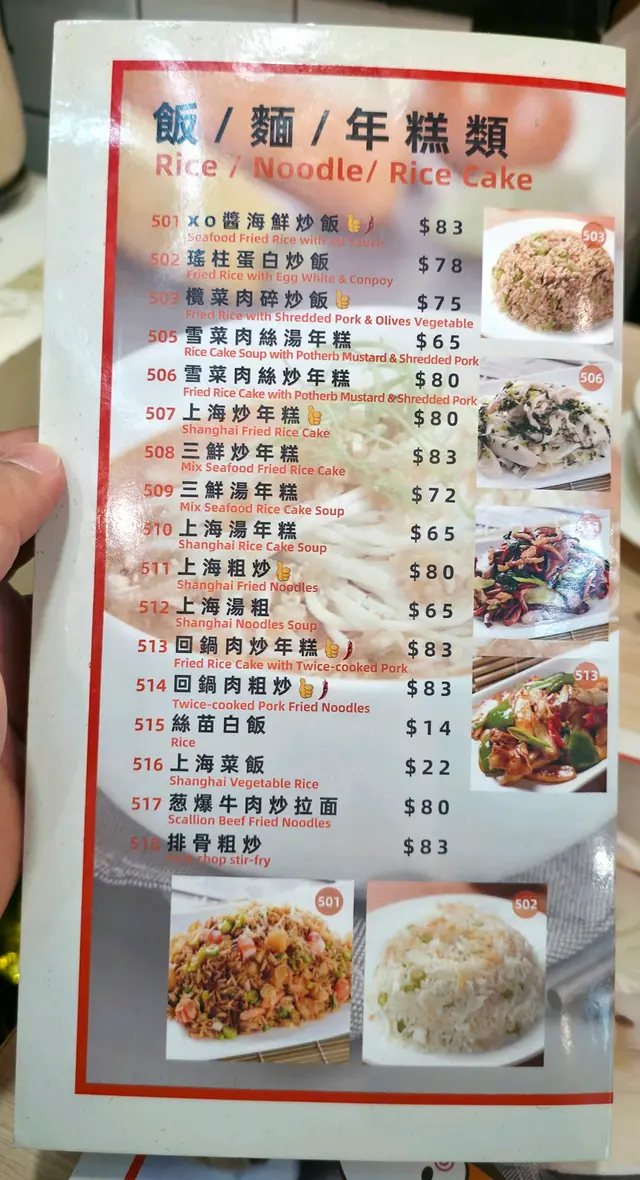 飯 / 麵 / 年糕類
Rice / Noodle/ Rice Cake
501 xo醬海鮮炒飯 $83
Seafood Fried Rice with XO Sauce
502 瑤柱蛋白炒飯 $78
Fried Rice with Egg White & Conpoy
503 欖菜肉碎炒飯 $75
Fried Rice with Shredded Pork & Olives Vegetable
505 雪菜肉絲湯年糕 $65
Rice Cake Soup with Potherb Mustard & Shredded Pork
506 雪菜肉絲炒年糕 $80
Fried Rice Cake with Potherb Mustard & Shredded Pork
507 上海炒年糕 $80
Shanghai Fried Rice Cake
508 三鮮炒年糕 $83
Mix Seafood Fried Rice Cake
509 三鮮湯年糕 $72
Mix Seafood Rice Cake Soup
510 上海湯年糕 $65
Shanghai Rice Cake Soup
511 上海粗炒 $80
Shanghai Fried Noodles
512 上海湯粗 $65
Shanghai Noodles Soup
513 回鍋肉炒年糕 $83
Fried Rice Cake with Twice-cooked Pork
514 回鍋肉粗炒 $83
Twice-cooked Pork Fried Noodles
515 絲苗白飯 $14
Rice
516 上海菜飯 $22
Shanghai Vegetable Rice
517 葱爆牛肉炒拉面 $80
Scallion Beef Fried Noodles
518 排骨粗炒 $83
chop stir-fry
503
506
511
513
501
502